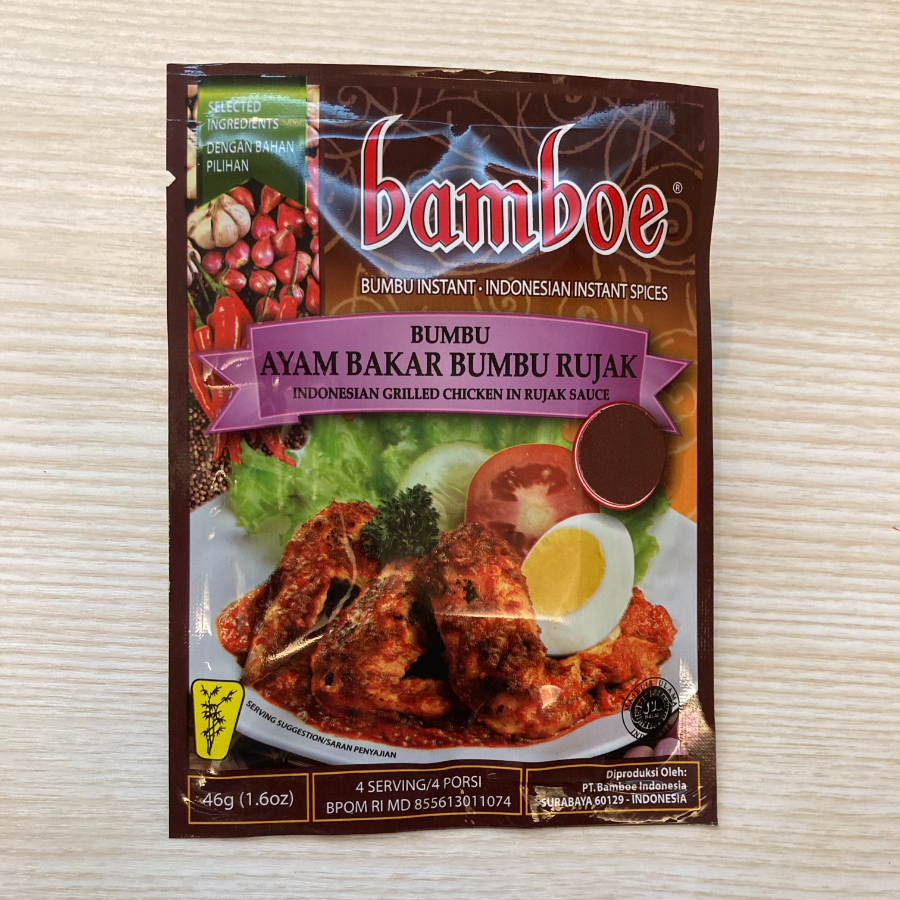 SELECTED
INGREDIENTS
DENGAN BAHAN
PILIHAN
bamboe®
BUMBU INSTANT · INDONESIAN INSTANT SPICES
BUMBU
AYAM BAKAR BUMBU RUJAK
INDONESIAN GRILLED CHICKEN IN RUJAK SAUCE
SERVING SUGGESTION/SARAN PENYAJIAN
HALAL
46g (1.6oz)
4 SERVING/4 PORSI
BPOM RI MD 855613011074
Diproduksi Oleh:
PT.Bamboe Indonesia
SURABAYA 60129 - INDONESIA